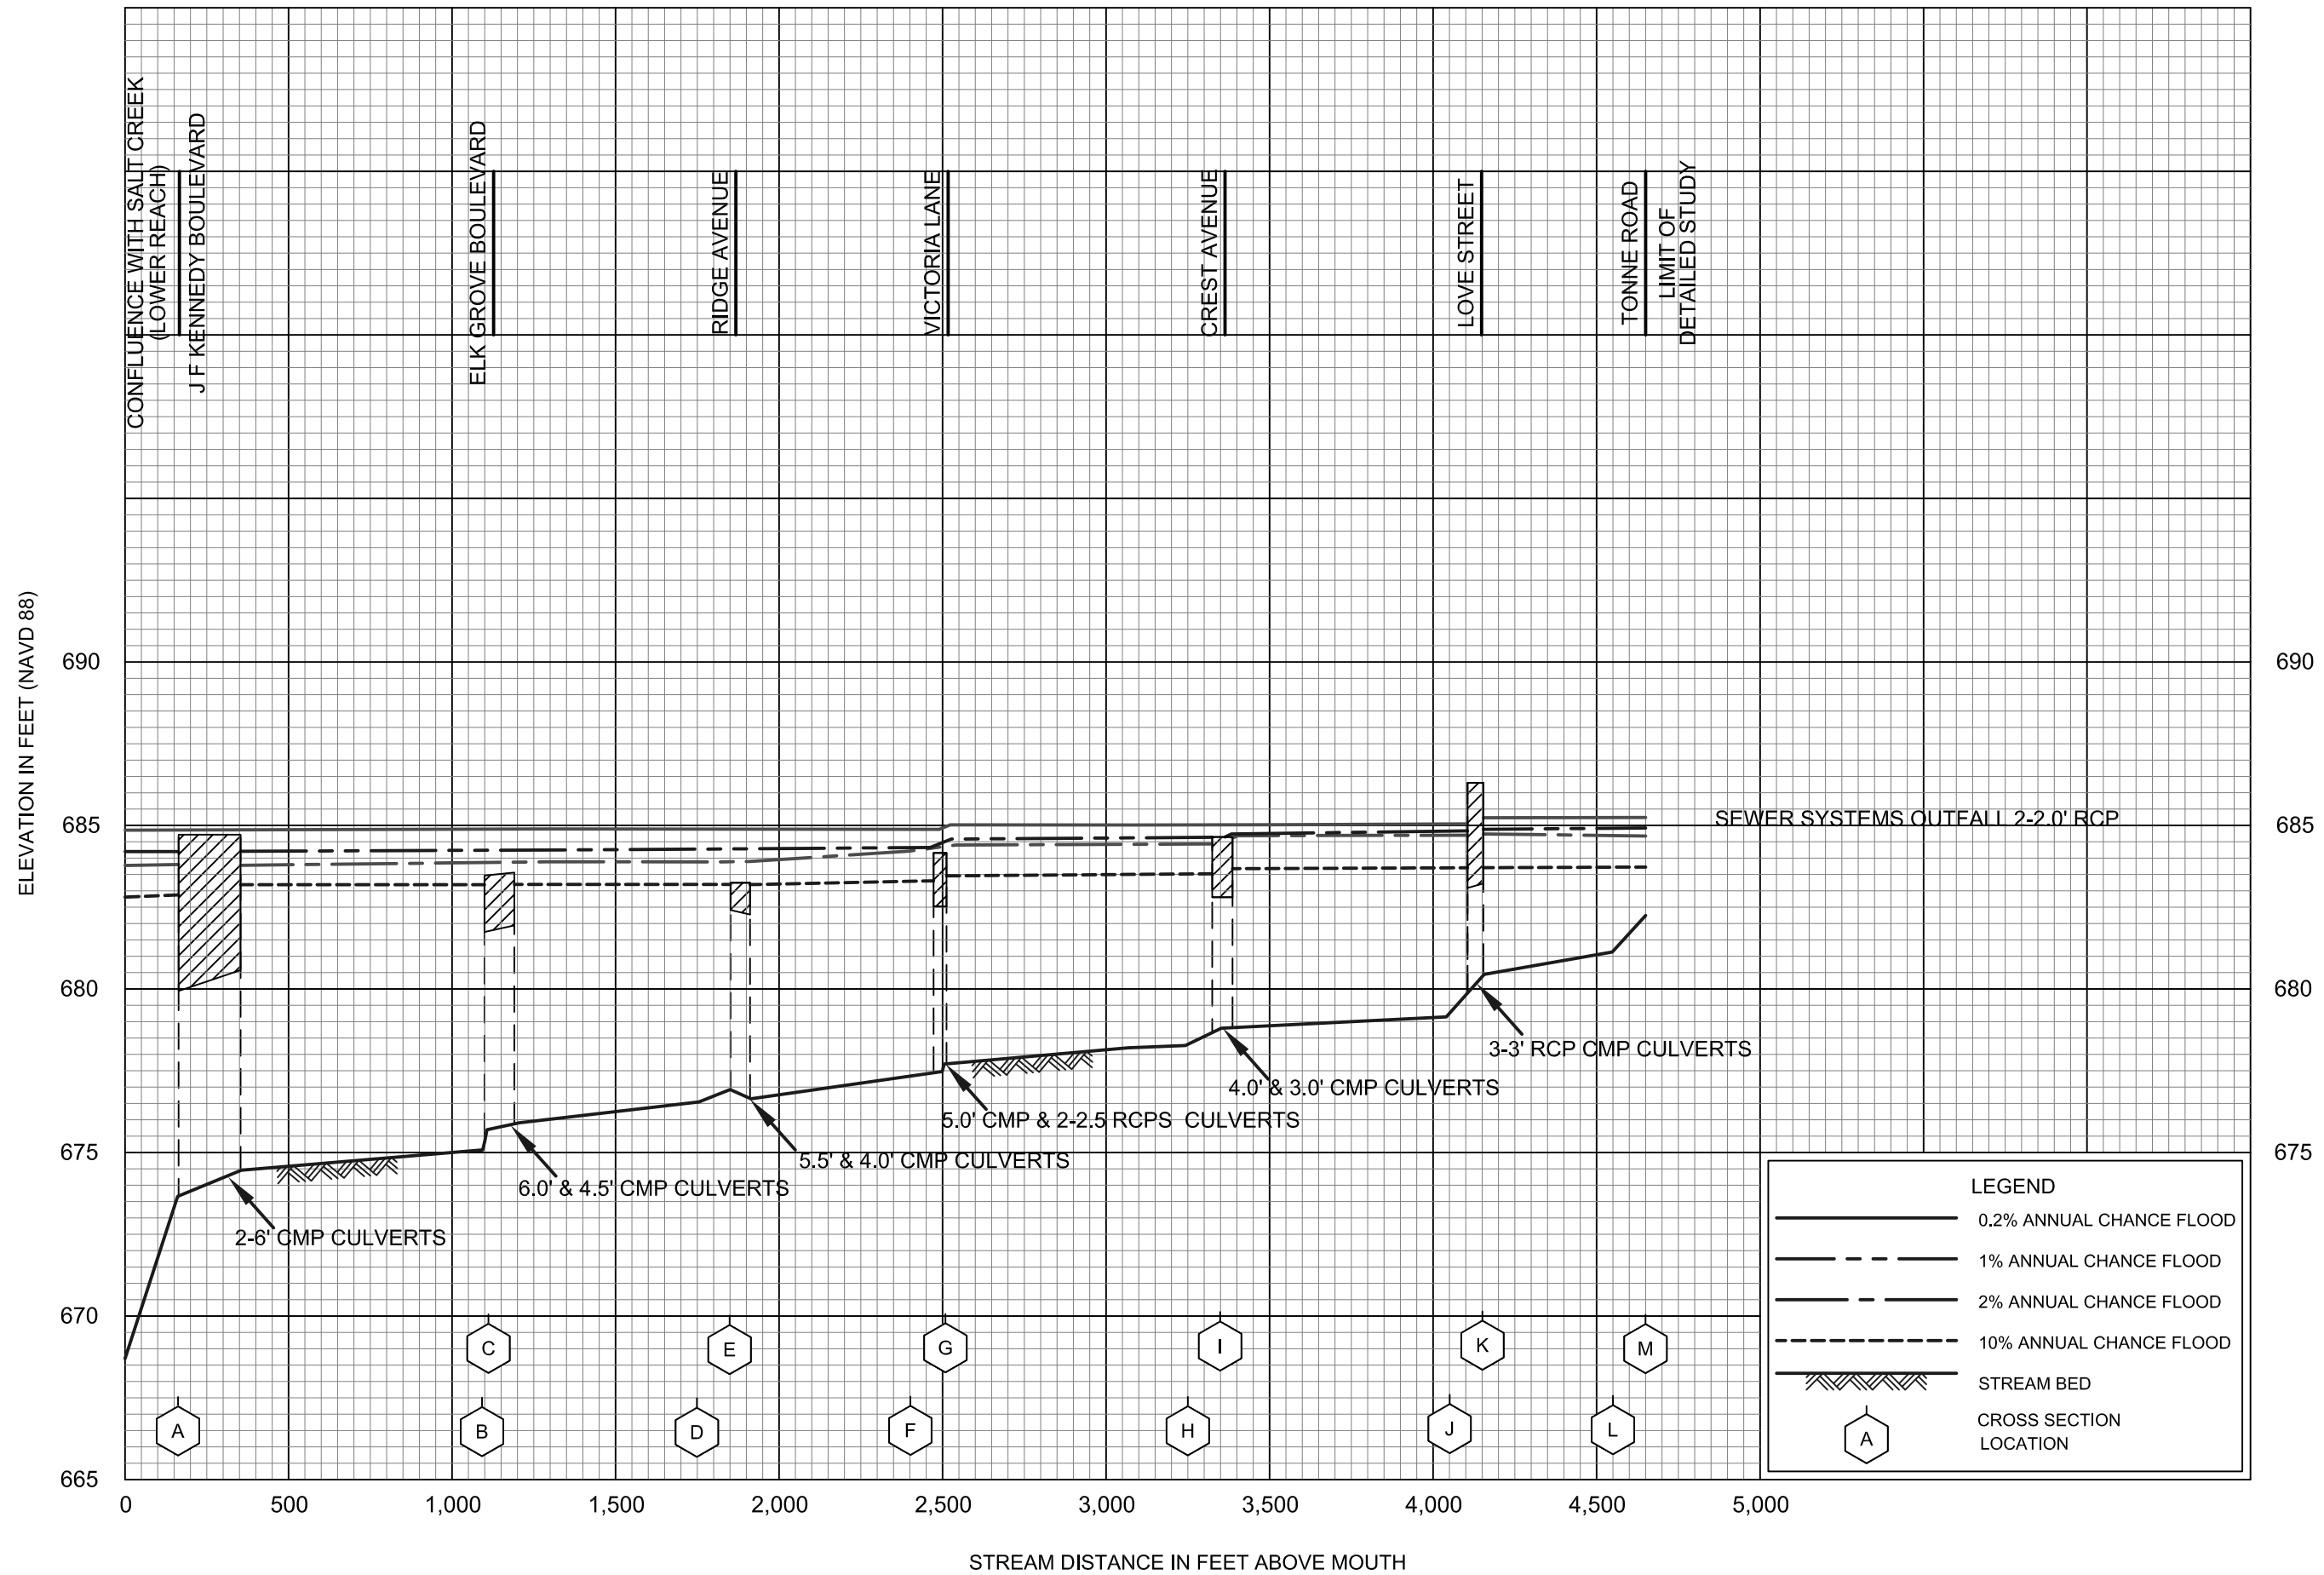 CONFLUENCE WITH SALT CREEK
(LOWER REACH)
J F KENNEDY BOULEVARD
ELK GROVE BOULEVARD
RIDGE AVENUE
VICTORIA LANE
CREST AVENUE
LOVE STREET
TONNE ROAD
LIMIT OF
DETAILED STUDY
ELEVATION IN FEET (NAVD 88)
690
690
685
SEWER SYSTEMS OUTFALL 2-2.0' RCP
685
680
680
3-3' RCP CMP CULVERTS
4.0' & 3.0' CMP CULVERTS
5.0' CMP & 2-2.5 RCPS CULVERTS
675
5.5' & 4.0' CMP CULVERTS
675
6.0' & 4.5' CMP CULVERTS
2-6' CMP CULVERTS
LEGEND
0.2% ANNUAL CHANCE FLOOD
1% ANNUAL CHANCE FLOOD
2% ANNUAL CHANCE FLOOD
10% ANNUAL CHANCE FLOOD
STREAM BED
A
CROSS SECTION
LOCATION
670
C
E
G
I
K
M
A
B
D
F
H
J
L
665
0
500
1,000
1,500
2,000
2,500
3,000
3,500
4,000
4,500
5,000
STREAM DISTANCE IN FEET ABOVE MOUTH